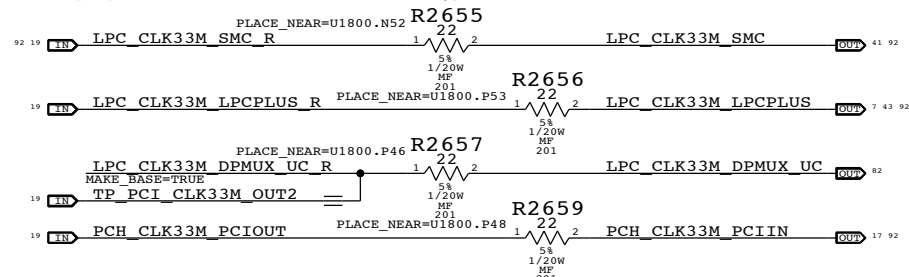 PLACE_NEAR=U1800.N52 R2655
22
92 19 IN LPC_CLK33M_SMC_R 1 2 LPC_CLK33M_SMC OUT 41 92
5%
1/20W
MF
201
R2656
PLACE_NEAR=U1800.P53 22
19 IN LPC_CLK33M_LPCPLUS_R 1 2 LPC_CLK33M_LPCPLUS OUT 7 43 92
5%
1/20W
MF
201
PLACE_NEAR=U1800.P46 R2657
22
LPC_CLK33M_DPMUX_UC_R 1 2 LPC_CLK33M_DPMUX_UC OUT 82
MAKE_BASE=TRUE
5%
1/20W
MF
201
19 IN TP_PCI_CLK33M_OUT2
R2659
PLACE_NEAR=U1800.P48 22
19 IN PCH_CLK33M_PCIOUT 1 2 PCH_CLK33M_PCIIN OUT 17 92
5%
1/20W
MF